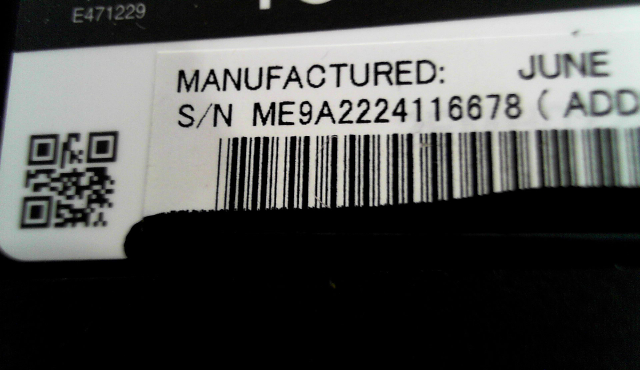 E471229
MANUFACTURED: JUNE
S/N ME9A2224116678 ( ADD